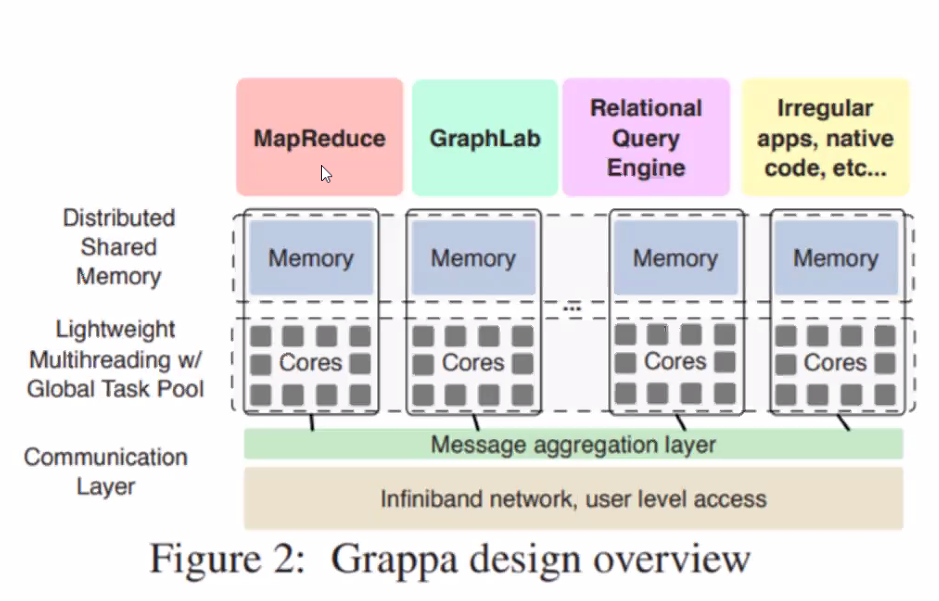 MapReduce
GraphLab
Relational
Query
Engine
Irregular
apps, native
code, etc...
Distributed
Shared
Memory
Memory
Memory
Memory
Memory
...
Lightweight
Multithreading w/
Global Task Pool
Cores
Cores
Cores
Cores
Communication
Layer
Message aggregation layer
Infiniband network, user level access
Figure 2: Grappa design overview